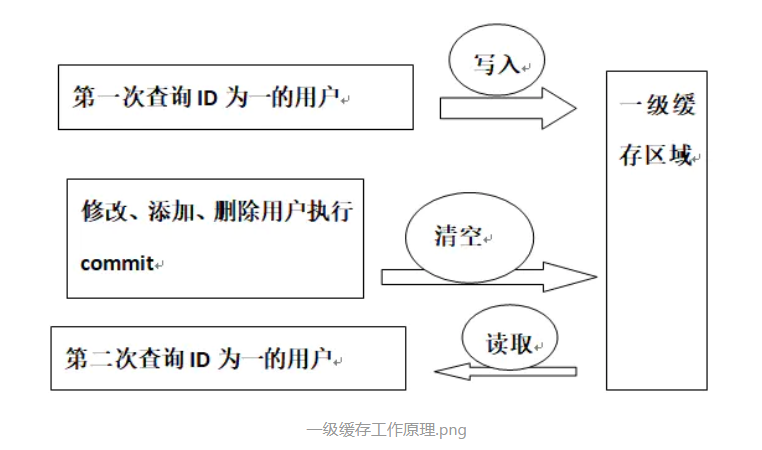 第一次查询 ID 为一的用户
写入
一级缓
存区域
修改、添加、删除用户执行
commit
清空
第二次查询 ID 为一的用户
读取
一级缓存工作原理.png